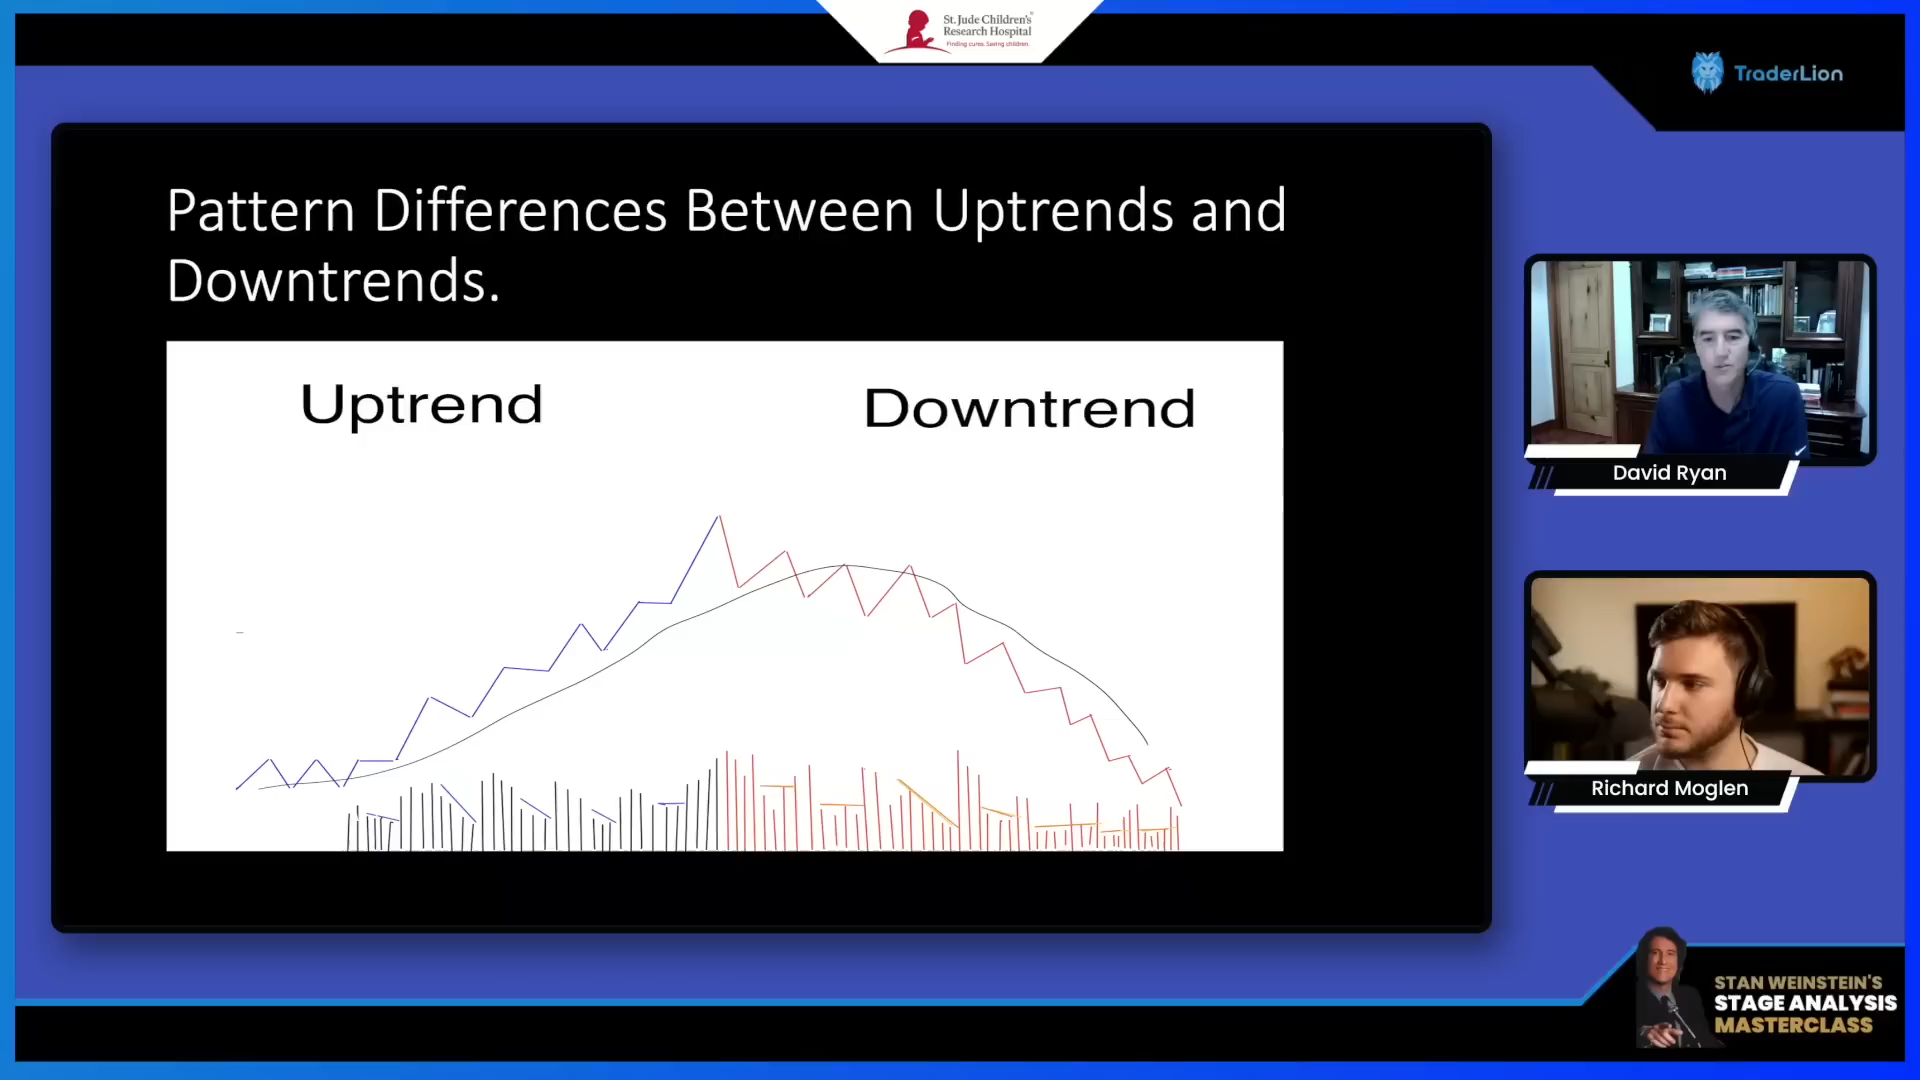 St. Jude Children's
Research Hospital
Finding cures. Saving children.
TraderLion
Pattern Differences Between Uptrends and
Downtrends.
Uptrend
Downtrend
David Ryan
Richard Moglen
STAN WEINSTEIN'S
STAGE ANALYSIS
MASTERCLASS